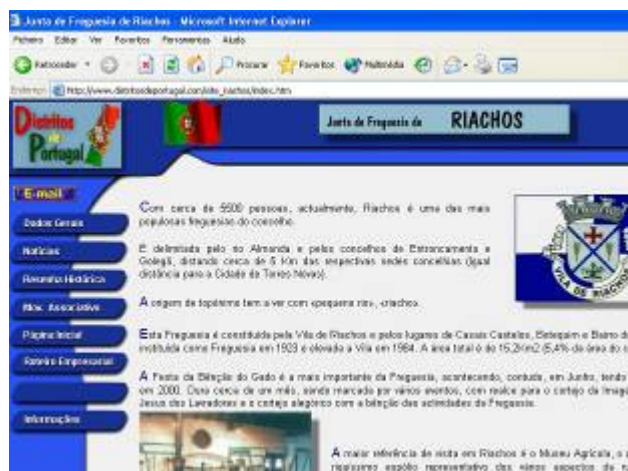 Junta de Freguesia de Riachos - Microsoft Internet Explorer
Ficheiro Editar Ver Favoritos Ferramentas Ajuda
Retroceder Procurar Favoritos Multimédia
Endereço http://www.distritosdeportugal.com/site_riachos/index.htm
Distritos de Portugal
Junta de Freguesia de RIACHOS
E-mail
Dados Gerais
Notícias
Resenha Histórica
Mov. Associativo
Página Inicial
Roteiro Empresarial
Informações
Com cerca de 5500 pessoas, actualmente, Riachos é uma das mais
populosas freguesias do concelho.
É delimitada pelo rio Almonda e pelos concelhos de Entroncamento e
Golegã, distando cerca de 5 Km das respectivas sedes concelhias (igual
distância para a Cidade de Torres Novas).
A origem do topónimo tem a ver com «pequeno rio», «riacho».
VILA DE RIACHOS
Esta Freguesia é constituída pela Vila de Riachos e pelos lugares de Casais Castelos, Botequim e Bairro do
instituída como Freguesia em 1923 e elevada a Vila em 1984. A área total é de 15,2km2 (5,4% da área do
A Festa da Bênção do Gado é a mais importante da Freguesia, acontecendo, contudo, em Junho, tendo
em 2000. Dura cerca de um mês, sendo marcada por vários eventos, com realce para o cortejo da Imagem
Jesus dos Lavradores e o cortejo alegórico com a bênção das actividades da Freguesia.
A maior referência de visita em Riachos é o Museu Agrícola, o
riquíssimo espólio representativo dos vários aspectos da